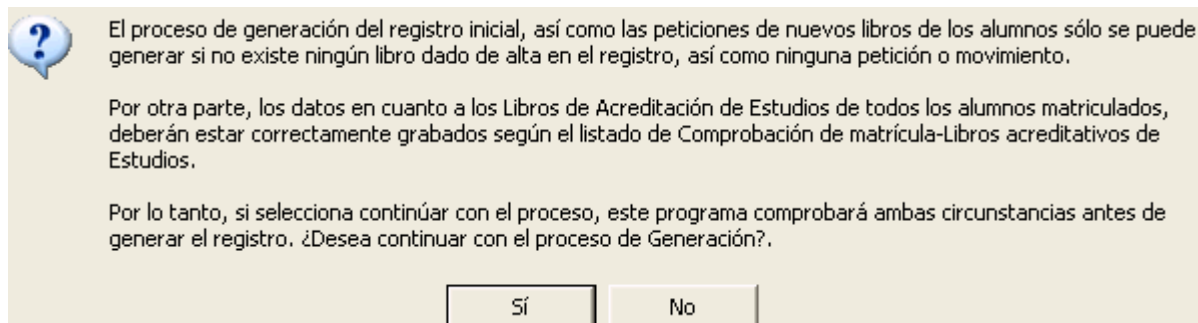 El proceso de generación del registro inicial, así como las peticiones de nuevos libros de los alumnos sólo se puede
generar si no existe ningún libro dado de alta en el registro, así como ninguna petición o movimiento.
Por otra parte, los datos en cuanto a los Libros de Acreditación de Estudios de todos los alumnos matriculados,
deberán estar correctamente grabados según el listado de Comprobación de matrícula-Libros acreditativos de
Estudios.
Por lo tanto, si selecciona continúar con el proceso, este programa comprobará ambas circunstancias antes de
generar el registro. ¿Desea continuar con el proceso de Generación?.
Sí
No